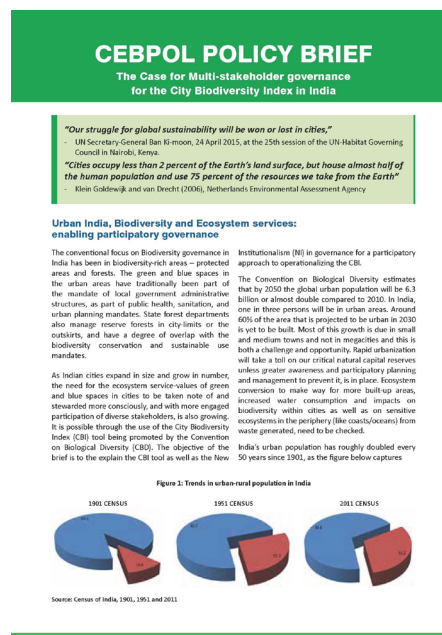 CEBPOL POLICY BRIEF
The Case for Multi-stakeholder governance
for the City Biodiversity Index in India
“Our struggle for global sustainability will be won or lost in cities,”
- UN Secretary-General Ban Ki-moon, 24 April 2015, at the 25th session of the UN-Habitat Governing
Council in Nairobi, Kenya.
“Cities occupy less than 2 percent of the Earth’s land surface, but house almost half of
the human population and use 75 percent of the resources we take from the Earth”
- Klein Goldewijk and van Drecht (2006), Netherlands Environmental Assessment Agency
Urban India, Biodiversity and Ecosystem services:
enabling participatory governance
The conventional focus on Biodiversity governance in
India has been in biodiversity-rich areas – protected
areas and forests. The green and blue spaces in
the urban areas have traditionally been part of
the mandate of local government administrative
structures, as part of public health, sanitation, and
urban planning mandates. State forest departments
also manage reserve forests in city-limits or the
outskirts, and have a degree of overlap with the
biodiversity conservation and sustainable use
mandates.
As Indian cities expand in size and grow in number,
the need for the ecosystem service-values of green
and blue spaces in cities to be taken note of and
stewarded more consciously, and with more engaged
participation of diverse stakeholders, is also growing.
It is possible through the use of the City Biodiversity
Index (CBI) tool being promoted by the Convention
on Biological Diversity (CBD). The objective of the
brief is to the explain the CBI tool as well as the New
Institutionalism (NI) in governance for a participatory
approach to operationalizing the CBI.
The Convention on Biological Diversity estimates
that by 2050 the global urban population will be 6.3
billion or almost double compared to 2010. In India,
one in three persons will be in urban areas. Around
60% of the area that is projected to be urban in 2030
is yet to be built. Most of this growth is due in small
and medium towns and not in megacities and this is
both a challenge and opportunity. Rapid urbanization
will take a toll on our critical natural capital reserves
unless greater awareness and participatory planning
and management to prevent it, is in place. Ecosystem
conversion to make way for more built-up areas,
increased water consumption and impacts on
biodiversity within cities as well as on sensitive
ecosystems in the periphery (like coasts/oceans) from
waste generated, need to be checked.
India’s urban population has roughly doubled every
50 years since 1901, as the figure below captures
Figure 1: Trends in urban-rural population in India
1901 CENSUS
1951 CENSUS
2011 CENSUS
Source: Census of India, 1901, 1951 and 2011